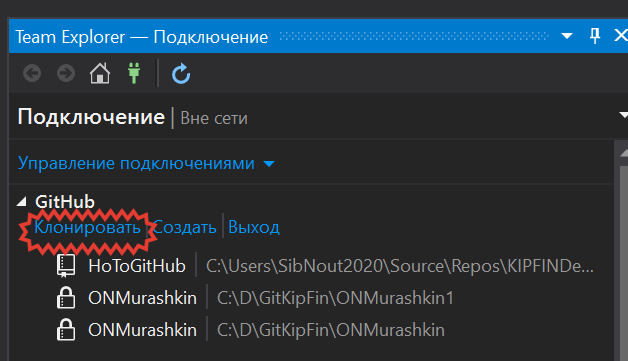 Team Explorer — Подключение
Подключение | Вне сети
Управление подключениями
GitHub
Клонировать | Создать | Выход
HoToGitHub | C:\Users\SibNout2020\Source\Repos\KIPFINDe...
ONMurashkin | C:\D\GitKipFin\ONMurashkin1
ONMurashkin | C:\D\GitKipFin\ONMurashkin